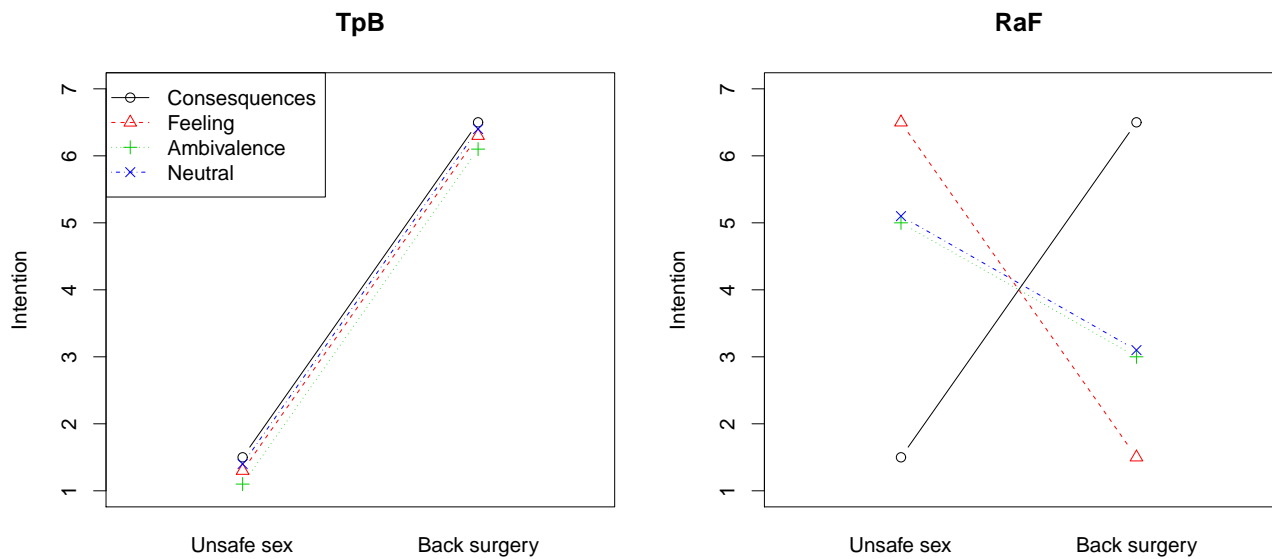 TpB
Consesquences
Feeling
Ambivalence
Neutral
Intention
7
6
5
4
3
2
1
Unsafe sex
Back surgery
RaF
Intention
7
6
5
4
3
2
1
Unsafe sex
Back surgery